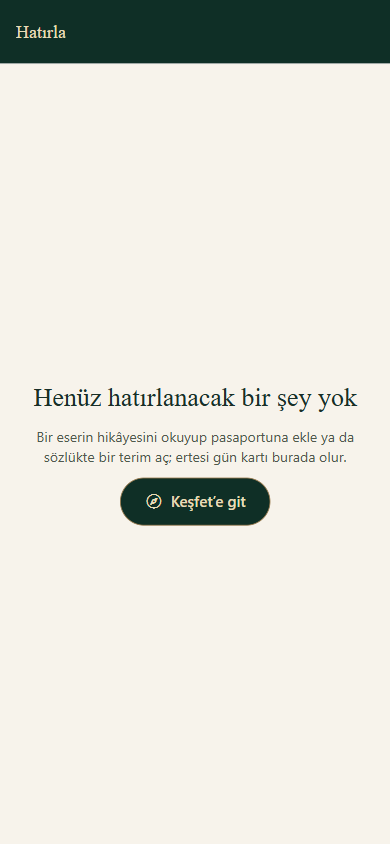 Hatırla
Henüz hatırlanacak bir şey yok
Bir eserin hikâyesini okuyup pasaportuna ekle ya da
sözlükte bir terim aç; ertesi gün kartı burada olur.
Keşfet'e git